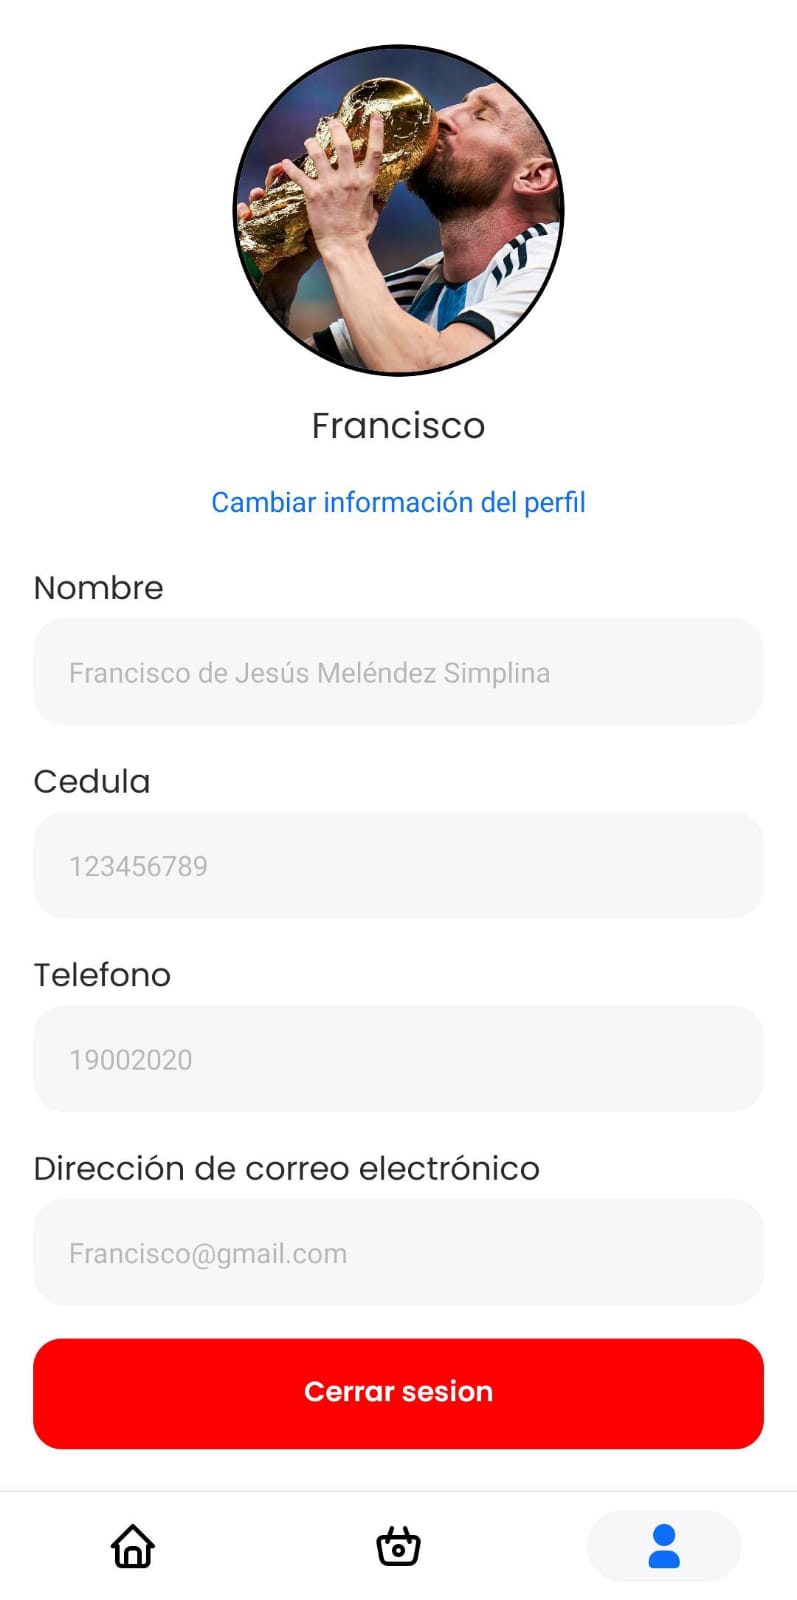 Francisco
Cambiar información del perfil
Nombre
Francisco de Jesús Meléndez Simplina
Cedula
123456789
Telefono
19002020
Dirección de correo electrónico
Francisco@gmail.com
Cerrar sesion